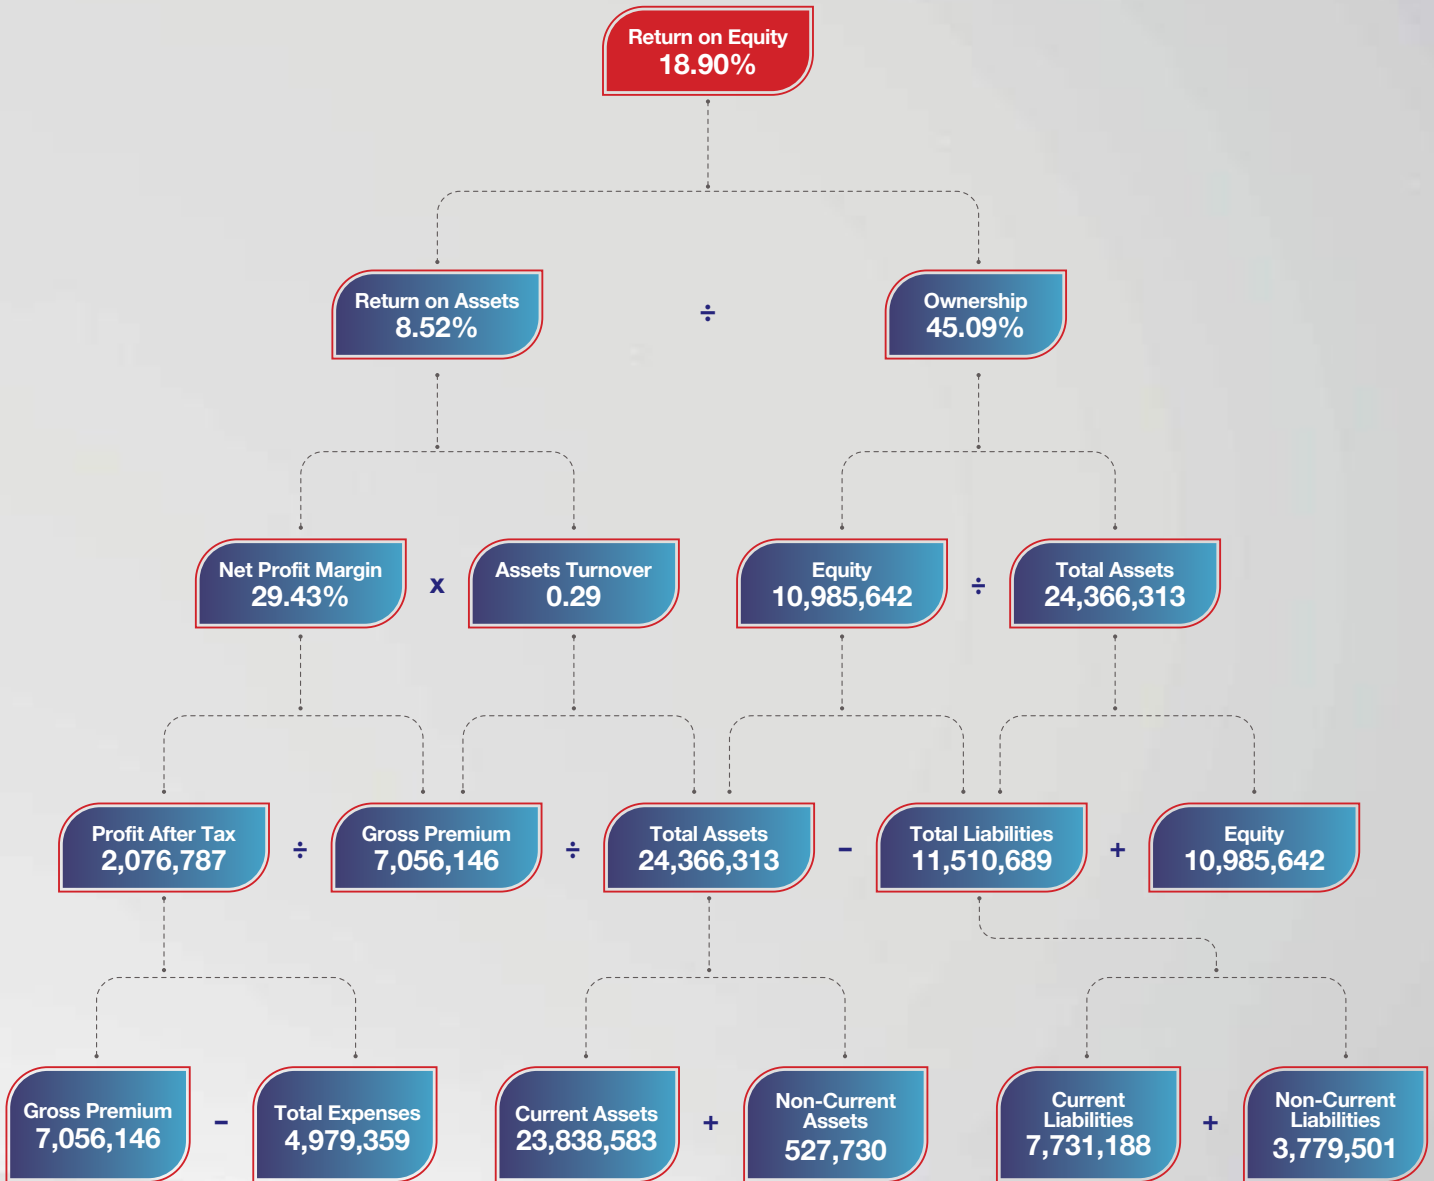 Return on Equity
18.90%
Return on Assets
8.52%
÷
Ownership
45.09%
Net Profit Margin
29.43%
x
Assets Turnover
0.29
Equity
10,985,642
÷
Total Assets
24,366,313
Profit After Tax
2,076,787
÷
Gross Premium
7,056,146
÷
Total Assets
24,366,313
–
Total Liabilities
11,510,689
+
Equity
10,985,642
Gross Premium
7,056,146
–
Total Expenses
4,979,359
Current Assets
23,838,583
+
Non-Current
Assets
527,730
Current
Liabilities
7,731,188
+
Non-Current
Liabilities
3,779,501